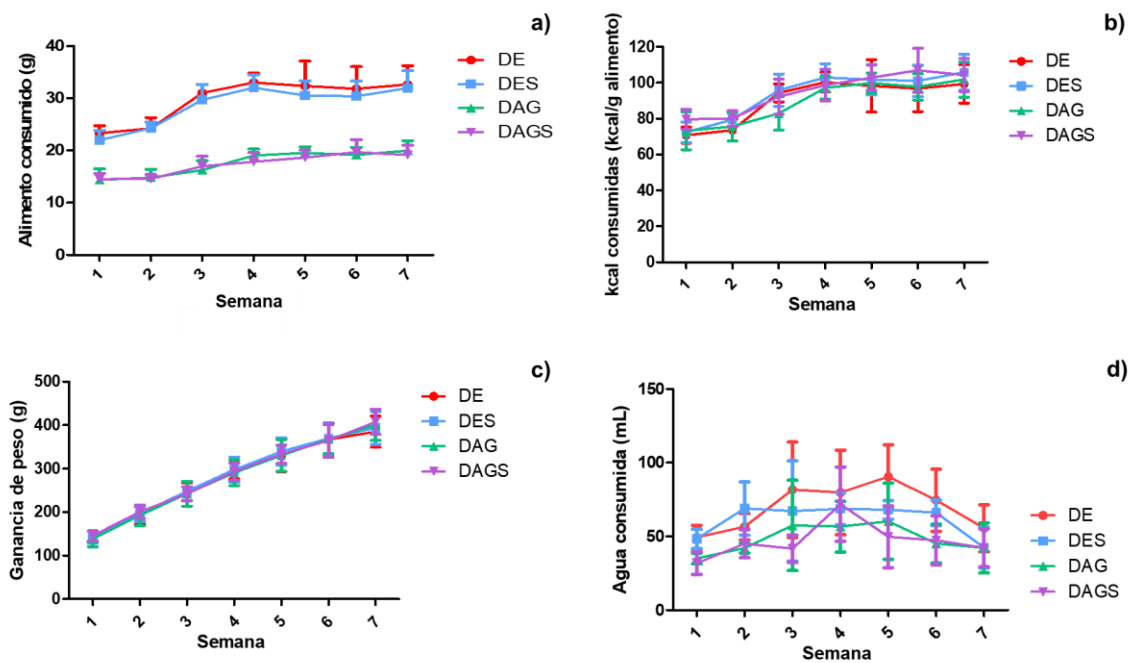 a)
Alimento consumido (g)
40
30
20
10
0
1 2 3 4 5 6 7
Semana
DE
DES
DAG
DAGS
b)
kcal consumidas (kcal/g alimento)
120
100
80
60
40
20
0
1 2 3 4 5 6 7
Semana
DE
DES
DAG
DAGS
c)
Ganancia de peso (g)
500
400
300
200
100
0
1 2 3 4 5 6 7
Semana
DE
DES
DAG
DAGS
d)
Agua consumida (mL)
150
100
50
0
1 2 3 4 5 6 7
Semana
DE
DES
DAG
DAGS